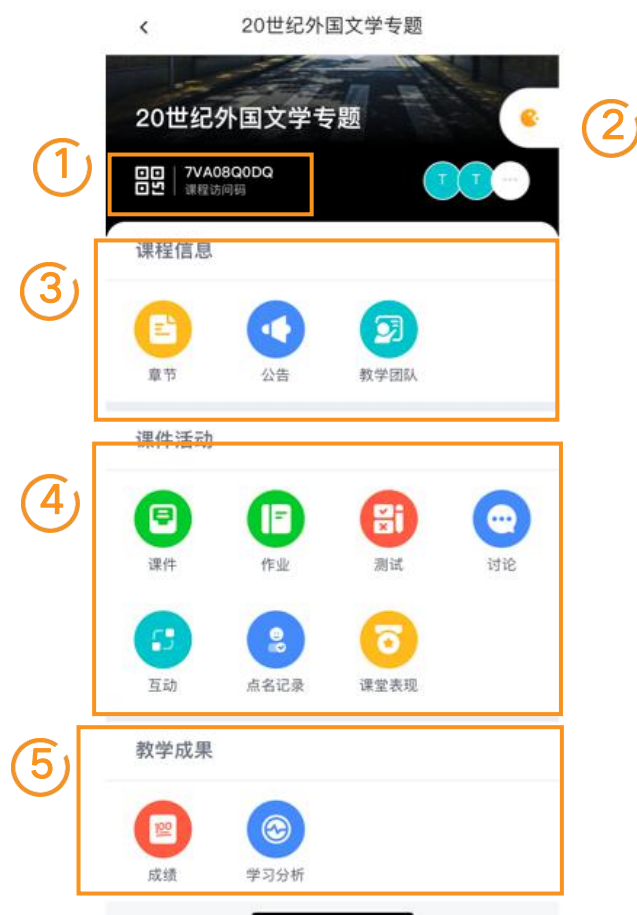 20世纪外国文学专题
20世纪外国文学专题
②
①
7VA08Q0DQ
课程访问码
T T ...
课程信息
③
章节 公告 教学团队
课件活动
④
课件 作业 测试 讨论
互动 点名记录 课堂表现
教学成果
⑤
100
成绩 学习分析